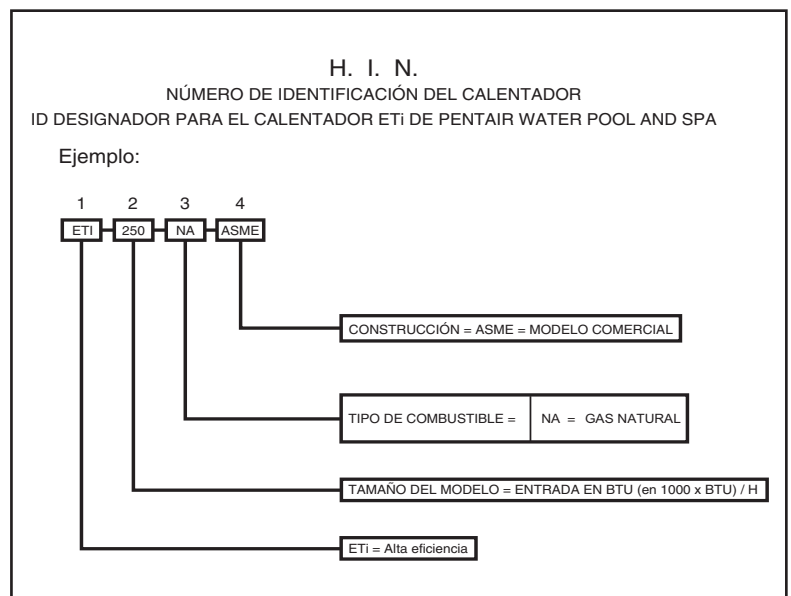 H. I. N.
NÚMERO DE IDENTIFICACIÓN DEL CALENTADOR
ID DESIGNADOR PARA EL CALENTADOR ETi DE PENTAIR WATER POOL AND SPA
Ejemplo:
1 2 3 4
ETI 250 NA ASME
CONSTRUCCIÓN = ASME = MODELO COMERCIAL
TIPO DE COMBUSTIBLE = NA = GAS NATURAL
TAMAÑO DEL MODELO = ENTRADA EN BTU (en 1000 x BTU) / H
ETi = Alta eficiencia